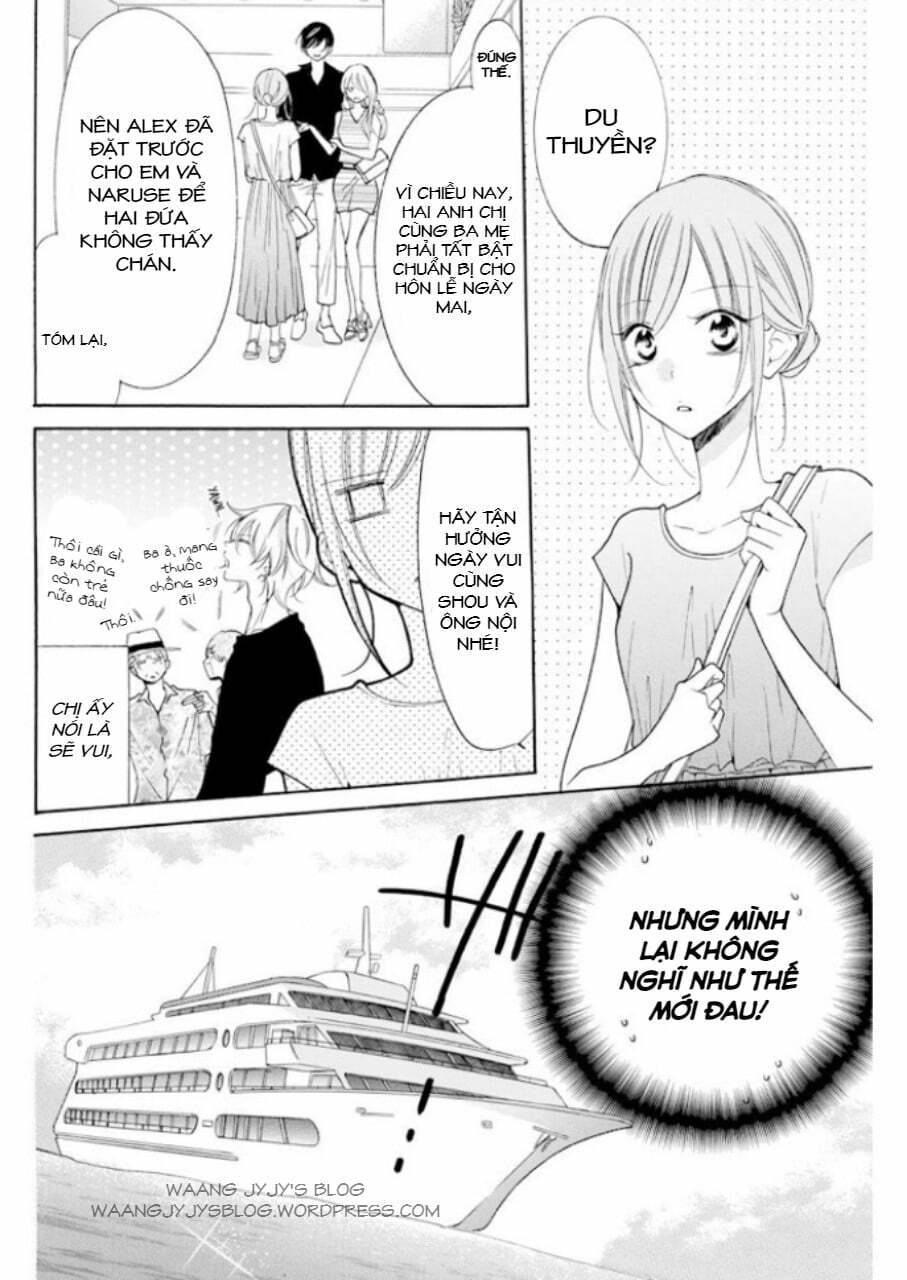 DU
THUYỀN?
ĐÚNG
THẾ.
VÌ CHIỀU NAY,
HAI ANH CHỊ
CÙNG BA MẸ
PHẢI TẤT BẬT
CHUẨN BỊ CHO
HÔN LỄ NGÀY
MAI,
NÊN ALEX ĐÃ
ĐẶT TRƯỚC
CHO EM VÀ
NARUSE ĐỂ
HAI ĐỨA
KHÔNG THẤY
CHÁN.
TÓM LẠI,
HÃY TẬN
HƯỞNG
NGÀY VUI
CÙNG
SHOU VÀ
ÔNG NỘI
NHÉ!
Ba à, mang
thuốc
chống say
đi!
Thôi cái gì,
Ba không
còn trẻ
nữa đâu!
Thôi.
CHỊ ẤY
NÓI LÀ
SẼ VUI,
NHƯNG MÌNH
LẠI KHÔNG
NGHĨ NHƯ THẾ
MỚI ĐAU!
WAANG JYJY'S BLOG
WAANGJYJYSBLOG.WORDPRESS.COM